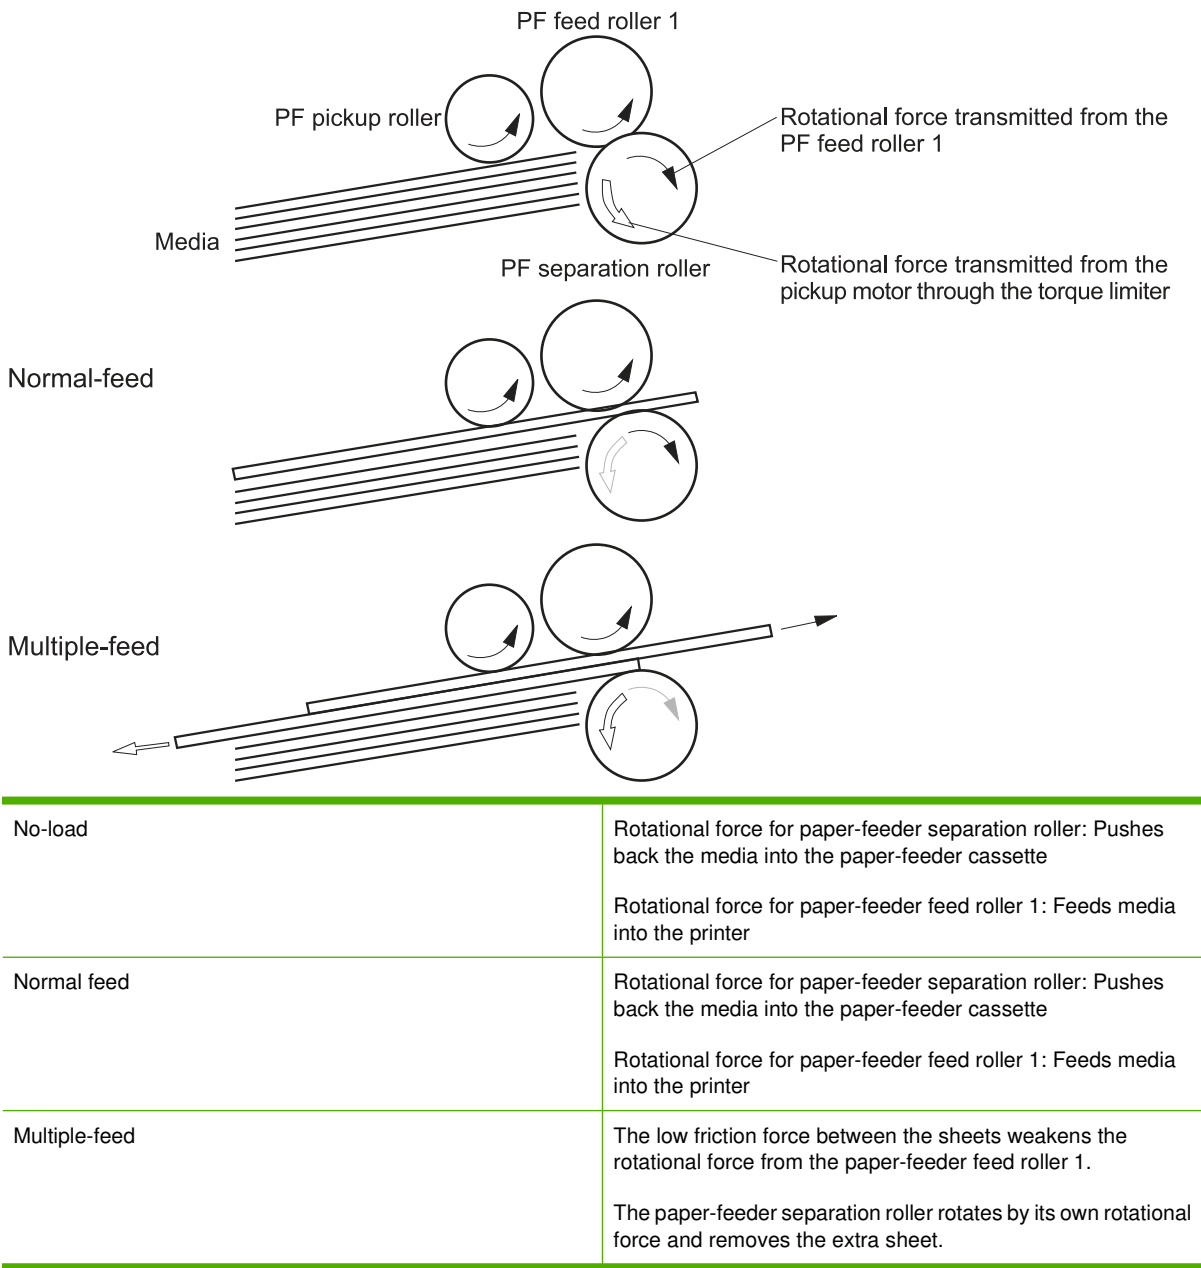 PF feed roller 1
PF pickup roller
Rotational force transmitted from the
PF feed roller 1
Media
PF separation roller
Rotational force transmitted from the
pickup motor through the torque limiter
Normal-feed
Multiple-feed
No-load
Rotational force for paper-feeder separation roller: Pushes
back the media into the paper-feeder cassette
Rotational force for paper-feeder feed roller 1: Feeds media
into the printer
Normal feed
Rotational force for paper-feeder separation roller: Pushes
back the media into the paper-feeder cassette
Rotational force for paper-feeder feed roller 1: Feeds media
into the printer
Multiple-feed
The low friction force between the sheets weakens the
rotational force from the paper-feeder feed roller 1.
The paper-feeder separation roller rotates by its own rotational
force and removes the extra sheet.